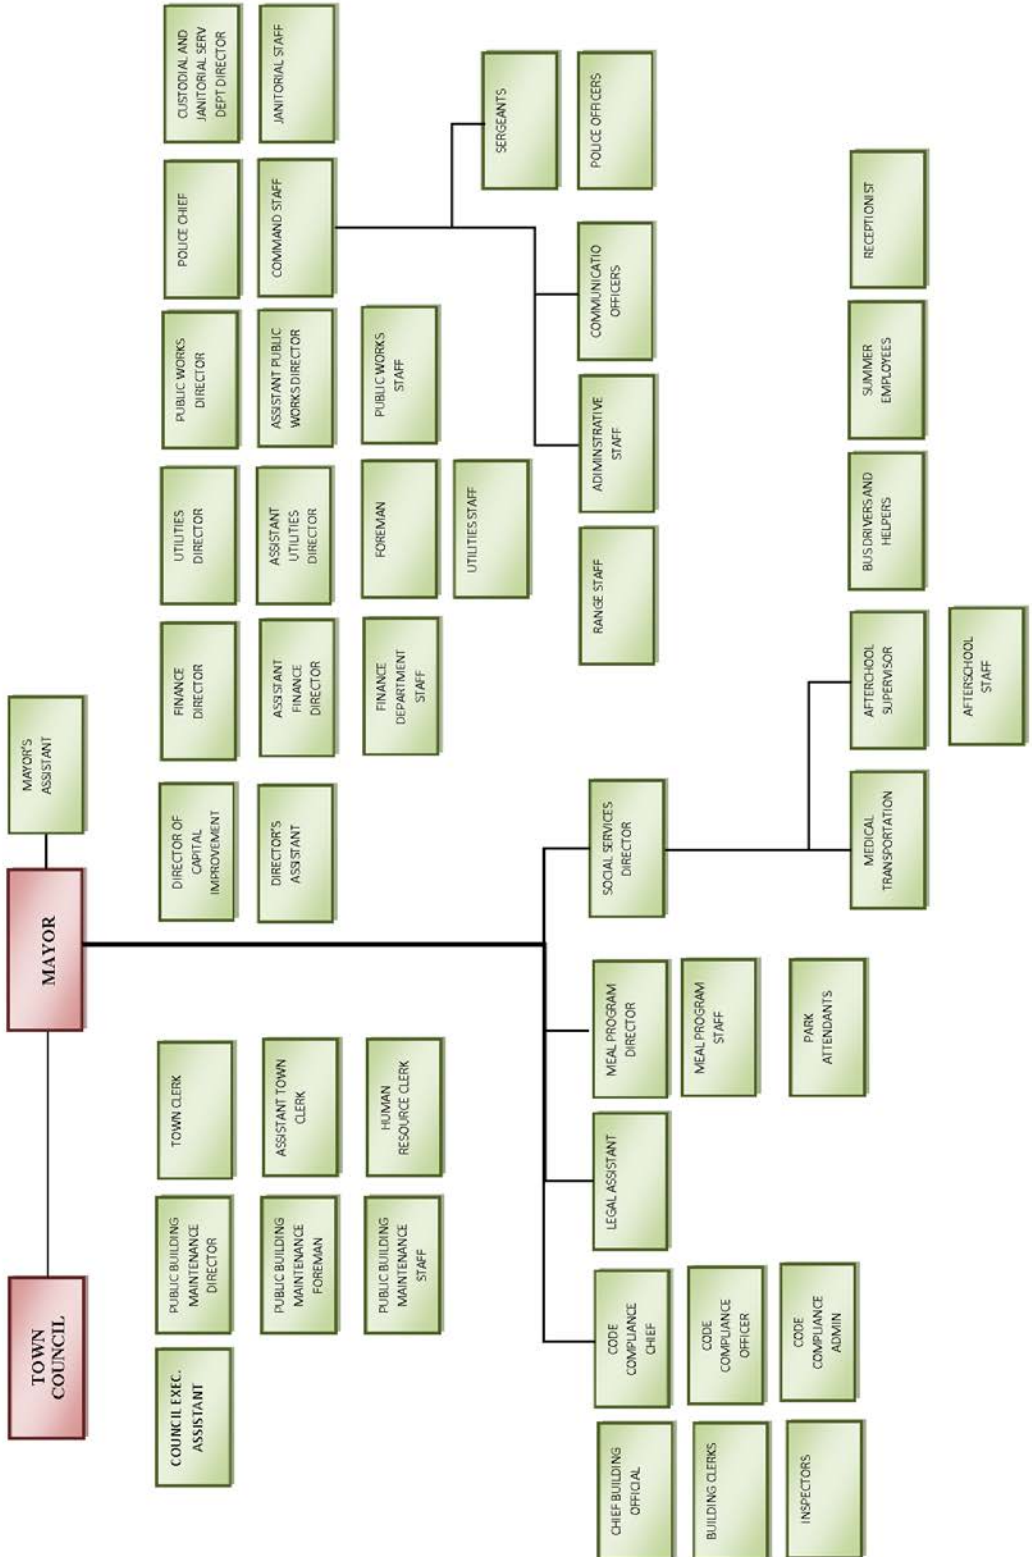 TOWN
COUNCIL
MAYOR
MAYOR'S
ASSISTANT
COUNCIL EXEC.
ASSISTANT
PUBLIC BUILDING
MAINTENANCE
DIRECTOR
TOWN CLERK
DIRECTOR OF
CAPITAL
IMPROVEMENT
FINANCE
DIRECTOR
UTILITIES
DIRECTOR
PUBLIC WORKS
DIRECTOR
POLICE CHIEF
CUSTODIAL AND
JANITORIAL SERV
DEPT DIRECTOR
PUBLIC BUILDING
MAINTENANCE
FOREMAN
ASSISTANT TOWN
CLERK
DIRECTOR'S
ASSISTANT
ASSISTANT
FINANCE
DIRECTOR
ASSISTANT
UTILITIES
DIRECTOR
ASSISTANT PUBLIC
WORKS DIRECTOR
COMMAND STAFF
JANITORIAL STAFF
PUBLIC BUILDING
MAINTENANCE
STAFF
HUMAN
RESOURCE CLERK
FINANCE
DEPARTMENT
STAFF
FOREMAN
PUBLIC WORKS
STAFF
UTILITIES STAFF
SERGEANTS
RANGE STAFF
ADIMINSTRATIVE
STAFF
COMMUNICATIO
OFFICERS
POLICE OFFICERS
CHIEF BUILDING
OFFICIAL
CODE
COMPLIANCE
CHIEF
LEGAL ASSISTANT
MEAL PROGRAM
DIRECTOR
SOCIAL SERVICES
DIRECTOR
BUILDING CLERKS
CODE
COMPLIANCE
OFFICER
MEAL PROGRAM
STAFF
INSPECTORS
CODE
COMPLIANCE
ADMIN
PARK
ATTENDANTS
MEDICAL
TRANSPORTATION
AFTERCHOOL
SUPERVISOR
BUS DRIVERS AND
HELPERS
SUMMER
EMPLOYEES
RECEPTIONIST
AFTERSCHOOL
STAFF